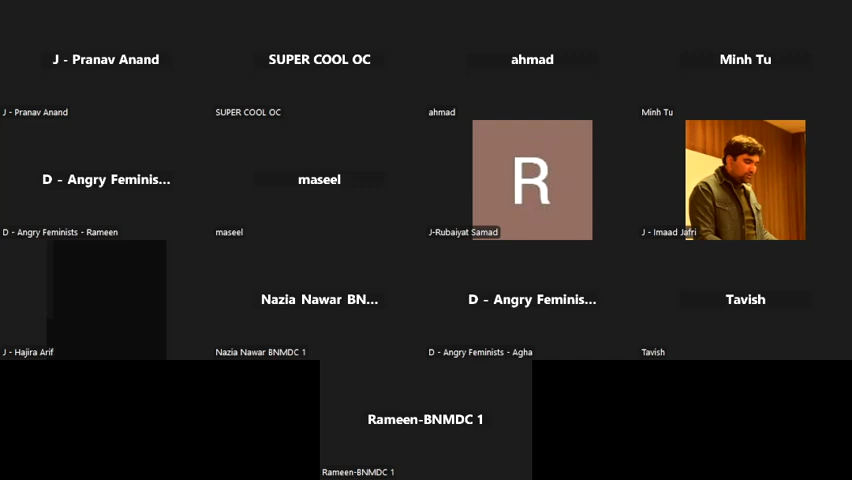 J - Pranav Anand
SUPER COOL OC
ahmad
Minh Tu
J - Pranav Anand
SUPER COOL OC
ahmad
Minh Tu
D - Angry Feminis...
maseel
R
D - Angry Feminists - Rameen
maseel
J-Rubaiyat Samad
J - Imaad Jafri
Nazia Nawar BN...
D - Angry Feminis...
Tavish
J - Hajira Arif
Nazia Nawar BNMDC 1
D - Angry Feminists - Agha
Tavish
Rameen-BNMDC 1
Rameen-BNMDC 1